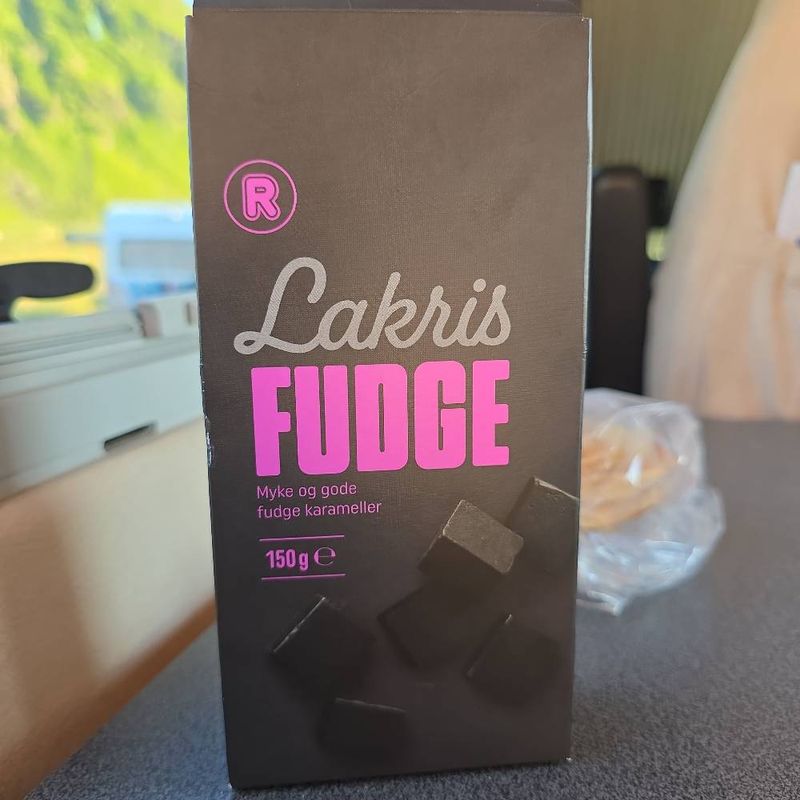 R
Lakris
FUDGE
Myke og gode
fudge karameller
150g ℮